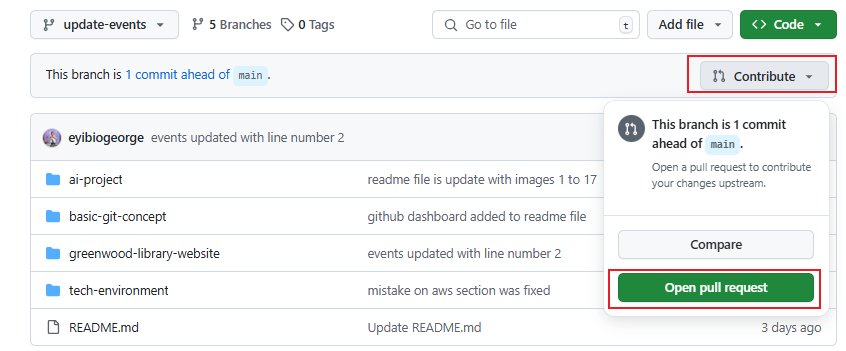 update-events 5 Branches 0 Tags Go to file t Add file Code
This branch is 1 commit ahead of main. Contribute
This branch is 1 commit
ahead of main.
Open a pull request to contribute
your changes upstream.
Compare
Open pull request
eyibiogeorge events updated with line number 2
ai-project readme file is update with images 1 to 17
basic-git-concept github dashboard added to readme file
greenwood-library-website events updated with line number 2
tech-environment mistake on aws section was fixed
README.md Update README.md 3 days ago